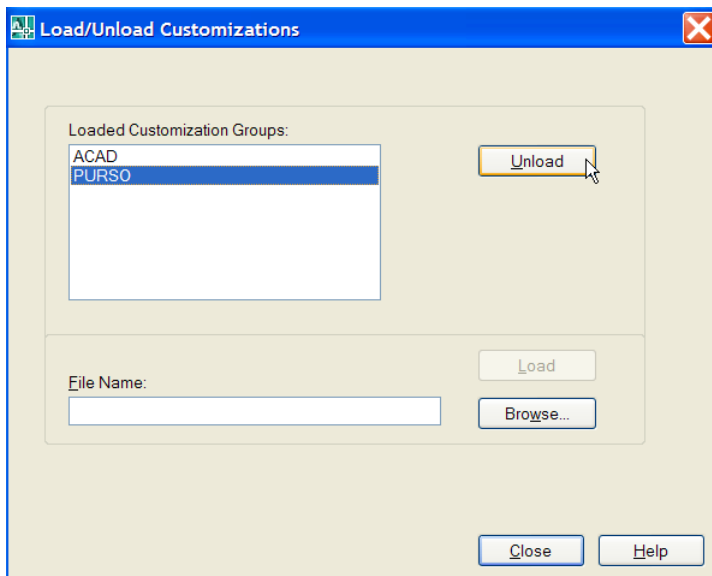 Load/Unload Customizations
Loaded Customization Groups:
ACAD
PURSO
Unload
Load
File Name:
Browse...
Close
Help